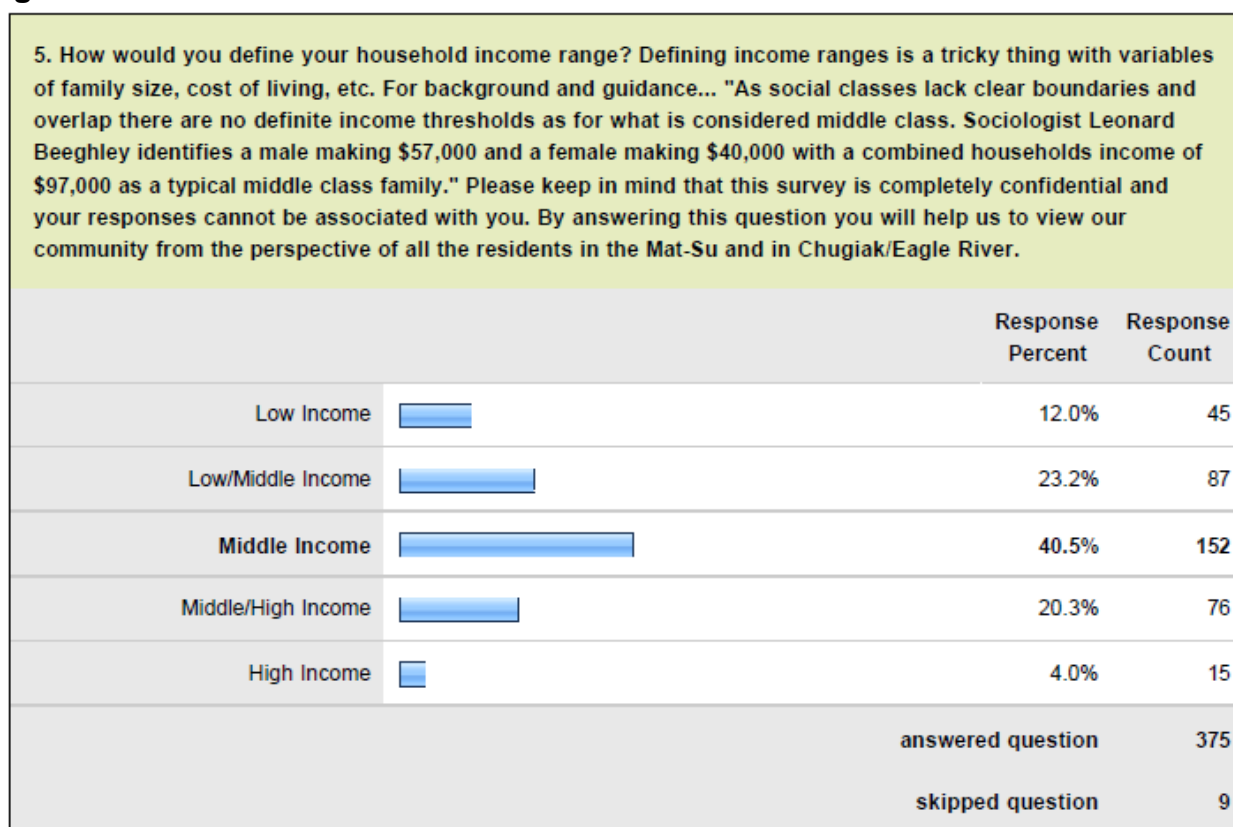 5. How would you define your household income range? Defining income ranges is a tricky thing with variables
of family size, cost of living, etc. For background and guidance... "As social classes lack clear boundaries and
overlap there are no definite income thresholds as for what is considered middle class. Sociologist Leonard
Beeghley identifies a male making $57,000 and a female making $40,000 with a combined households income of
$97,000 as a typical middle class family." Please keep in mind that this survey is completely confidential and
your responses cannot be associated with you. By answering this question you will help us to view our
community from the perspective of all the residents in the Mat-Su and in Chugiak/Eagle River.
Response Response
Percent Count
Low Income 12.0% 45
Low/Middle Income 23.2% 87
Middle Income 40.5% 152
Middle/High Income 20.3% 76
High Income 4.0% 15
answered question 375
skipped question 9